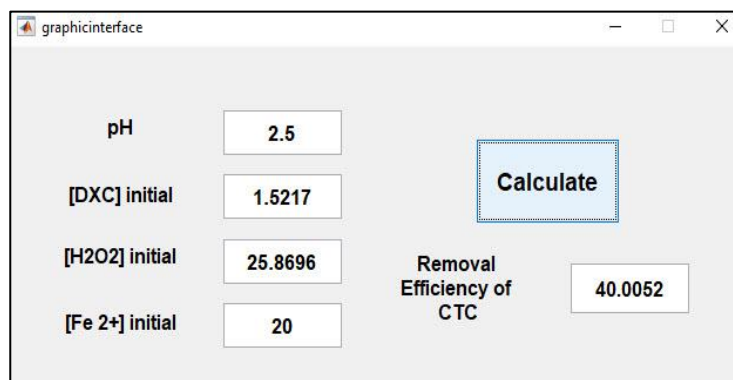 graphicinterface
pH
2.5
[DXC] initial
1.5217
[H2O2] initial
25.8696
[Fe 2+] initial
20
Calculate
Removal
Efficiency of
CTC
40.0052